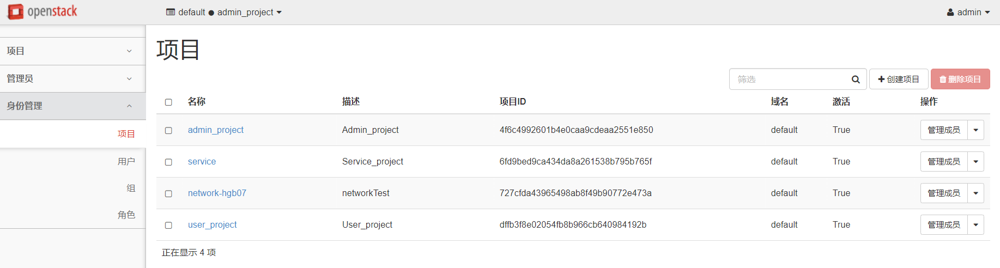 openstack
default ● admin_project
admin
项目
管理员
身份管理
项目
用户
组
角色
项目
筛选
创建项目
删除项目
名称 描述 项目ID 域名 激活 操作
admin_project Admin_project 4f6c4992601b4e0caa9cdeaa2551e850 default True 管理成员
service Service_project 6fd9bed9ca434da8a261538b795b765f default True 管理成员
network-hgb07 networkTest 727cfda43965498ab8f49b90772e473a default True 管理成员
user_project User_project dffb3f8e02054fb8b966cb640984192b default True 管理成员
正在显示 4 项